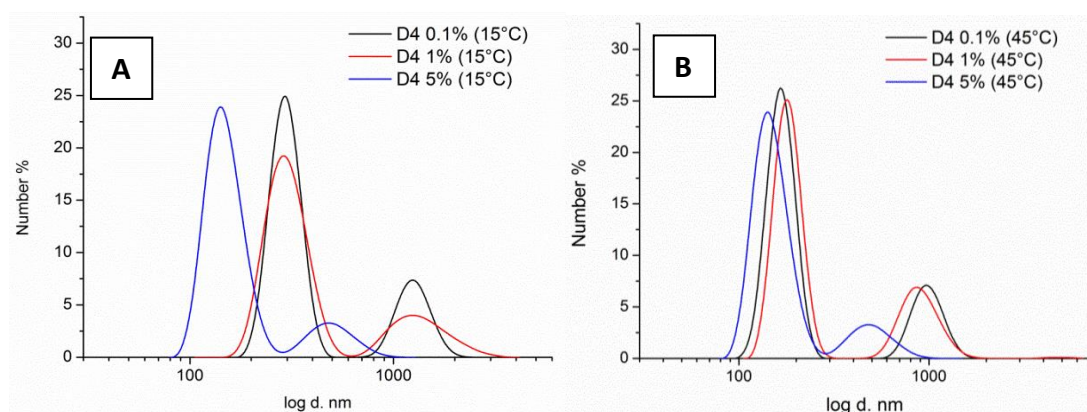 A
D4 0.1% (15°C)
D4 1% (15°C)
D4 5% (15°C)
Number %
30
25
20
15
10
5
0
100
1000
log d. nm
B
D4 0.1% (45°C)
D4 1% (45°C)
D4 5% (45°C)
Number %
30
25
20
15
10
5
0
100
1000
log d. nm